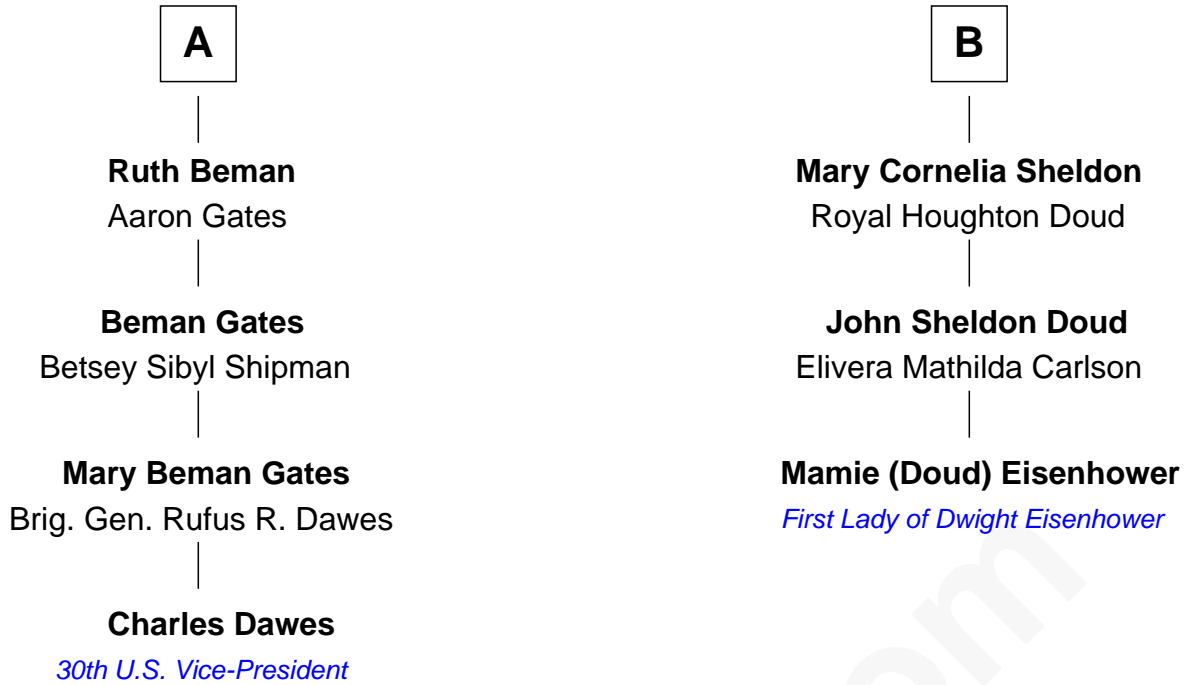 A
Ruth Beman
Aaron Gates
Beman Gates
Betsey Sibyl Shipman
Mary Beman Gates
Brig. Gen. Rufus R. Dawes
Charles Dawes
30th U.S. Vice-President
B
Mary Cornelia Sheldon
Royal Houghton Doud
John Sheldon Doud
Elivera Mathilda Carlson
Mamie (Doud) Eisenhower
First Lady of Dwight Eisenhower
om